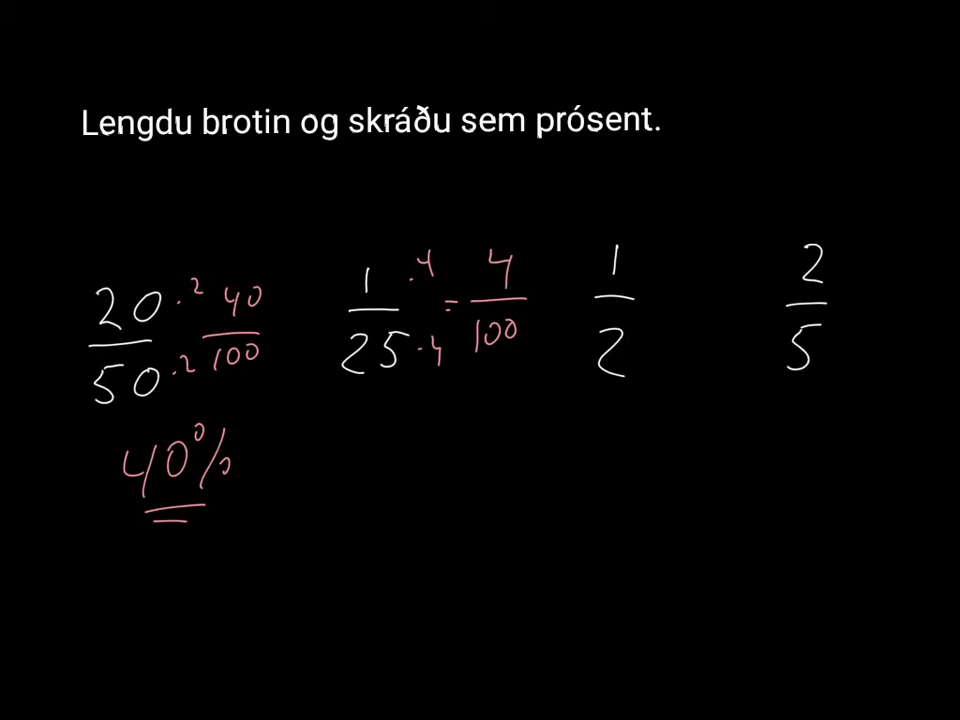 Lengdu brotin og skráðu sem prósent.
20/50 ·2/·2 40/100
1/25 ·4/·4 = 4/100
1/2
2/5
40%